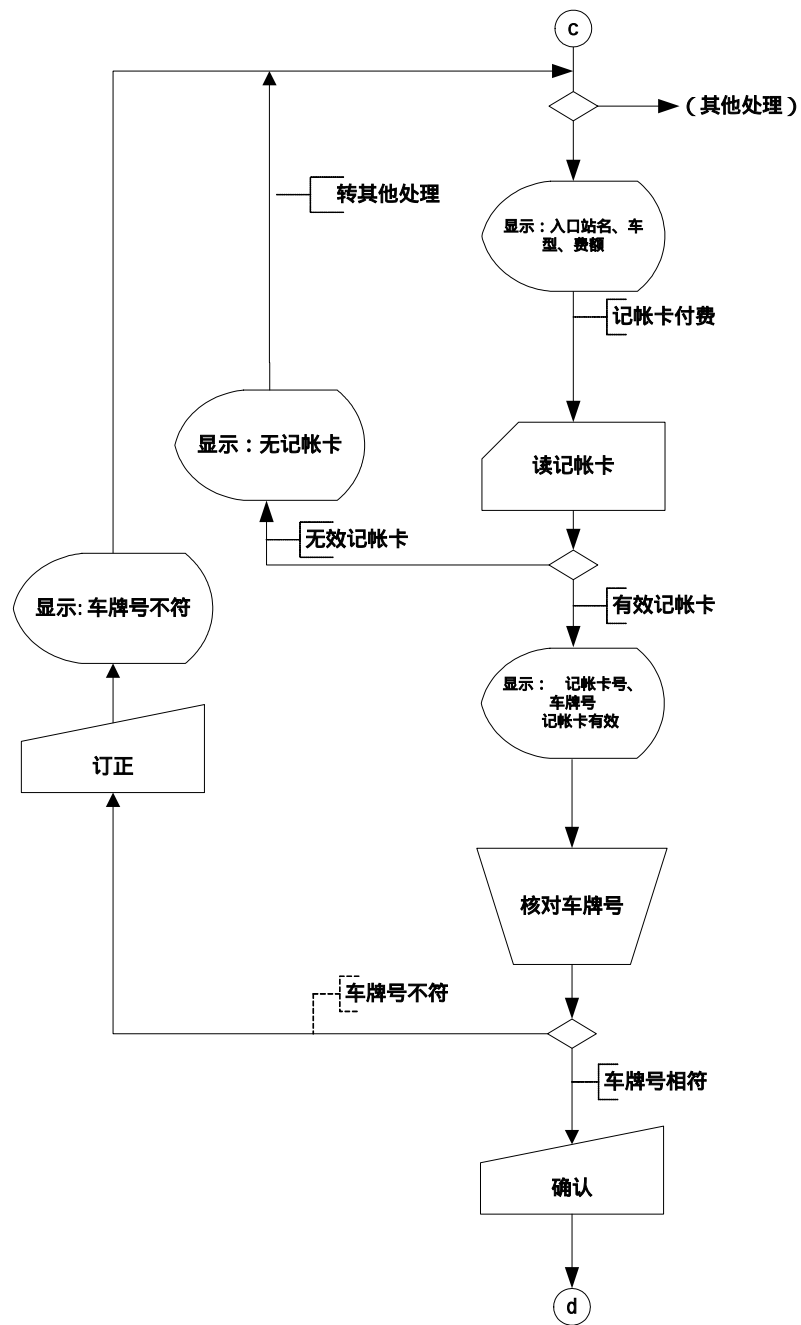 c
（其他处理）
转其他处理
显示：入口站名、车
型、费额
记帐卡付费
显示：无记帐卡
读记帐卡
无效记帐卡
显示: 车牌号不符
有效记帐卡
显示： 记帐卡号、
车牌号
记帐卡有效
订正
核对车牌号
车牌号不符
车牌号相符
确认
d